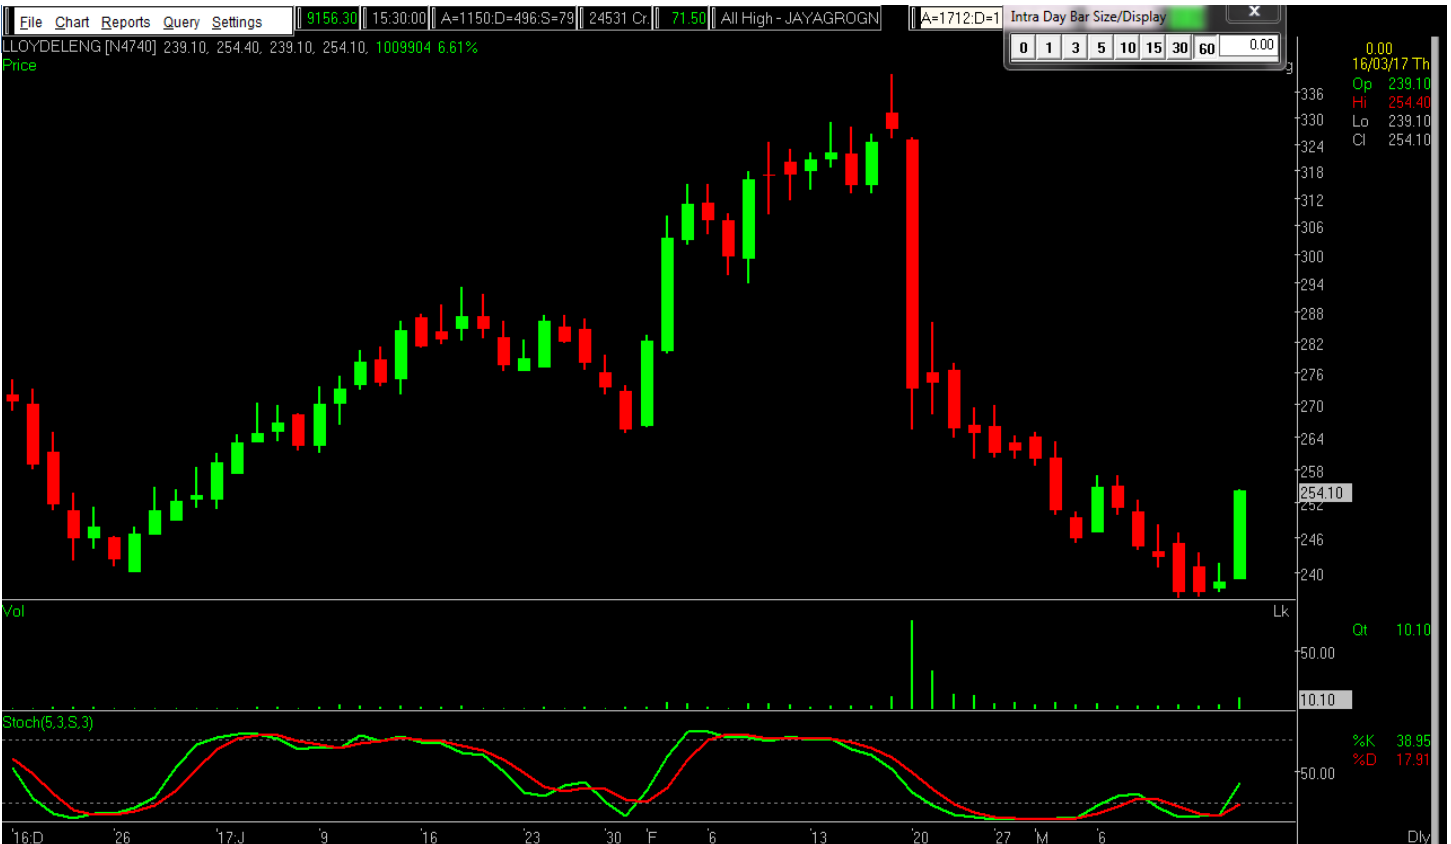 File Chart Reports Query Settings 9156.30 15:30:00 A=1150:D=496:S=79 24531 Cr. 71.50 All High - JAYAGROGN A=1712:D=1 Intra Day Bar Size/Display x
0 1 3 5 10 15 30 60 0.00
LLOYDELENG [N4740] 239.10, 254.40, 239.10, 254.10, 1009904 6.61%
Price
0.00
16/03/17 Th
Op 239.10
Hi 254.40
Lo 239.10
Cl 254.10
336
330
324
318
312
306
300
294
288
282
276
270
264
258
254.10
252
246
240
Vol Lk
Qt 10.10
50.00
10.10
Stoch(5,3,S,3)
%K 38.95
%D 17.91
50.00
'16:D '26 '17:J '9 '16 '23 '30 'F '6 '13 '20 '27 'M '6 Dly